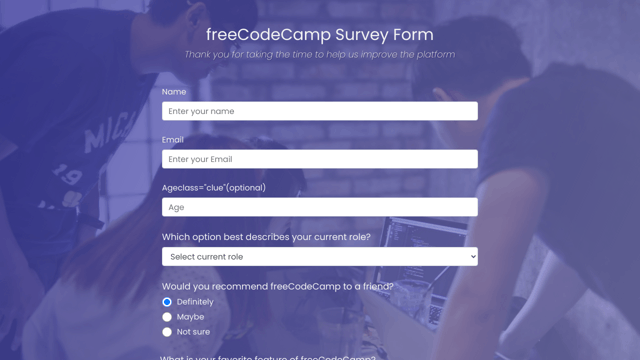 freeCodeCamp Survey Form
Thank you for taking the time to help us improve the platform
Name
Enter your name
Email
Enter your Email
Ageclass="clue"(optional)
Age
Which option best describes your current role?
Select current role
Would you recommend freeCodeCamp to a friend?
Definitely
Maybe
Not sure
What is your favorite feature of freeCodeCamp?